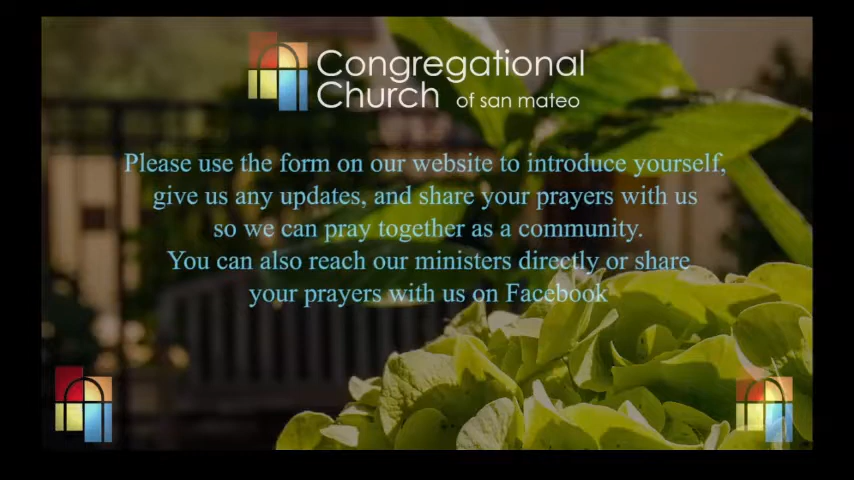 Congregational
Church of san mateo
Please use the form on our website to introduce yourself,
give us any updates, and share your prayers with us
so we can pray together as a community.
You can also reach our ministers directly or share
your prayers with us on Facebook